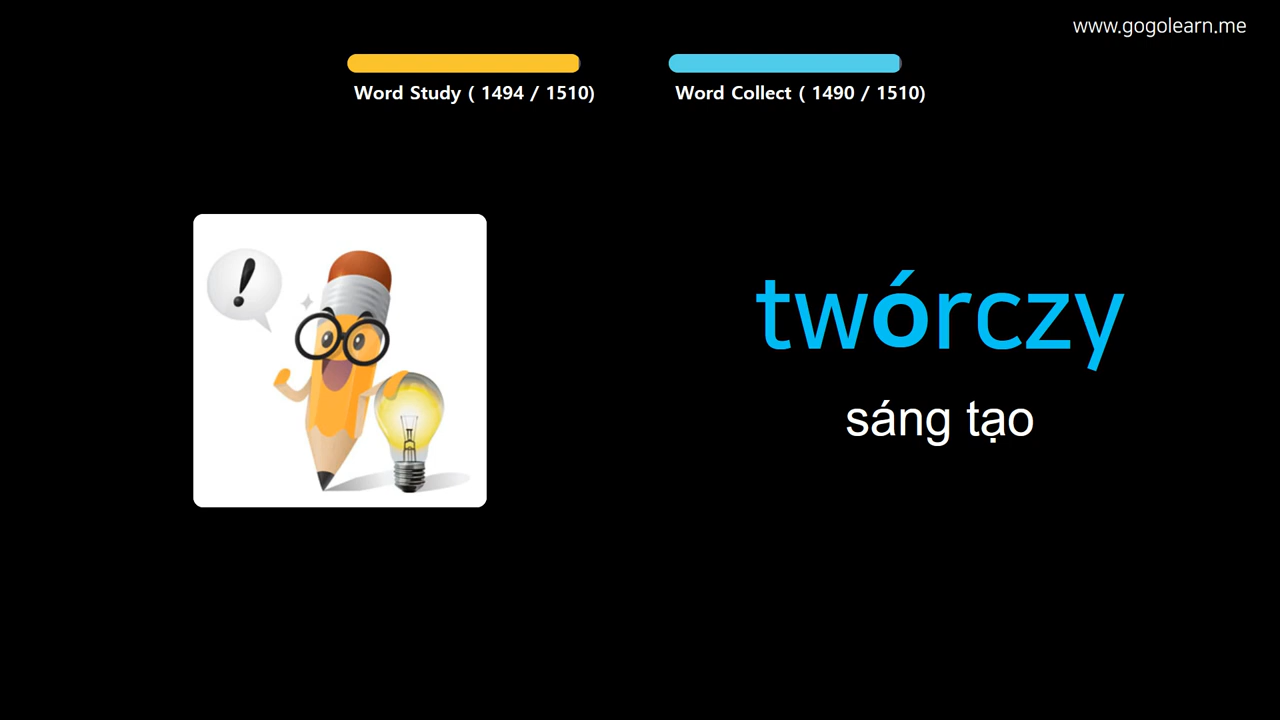 www.gogolearn.me
Word Study ( 1494 / 1510)
Word Collect ( 1490 / 1510)
!
twórczy
sáng tạo